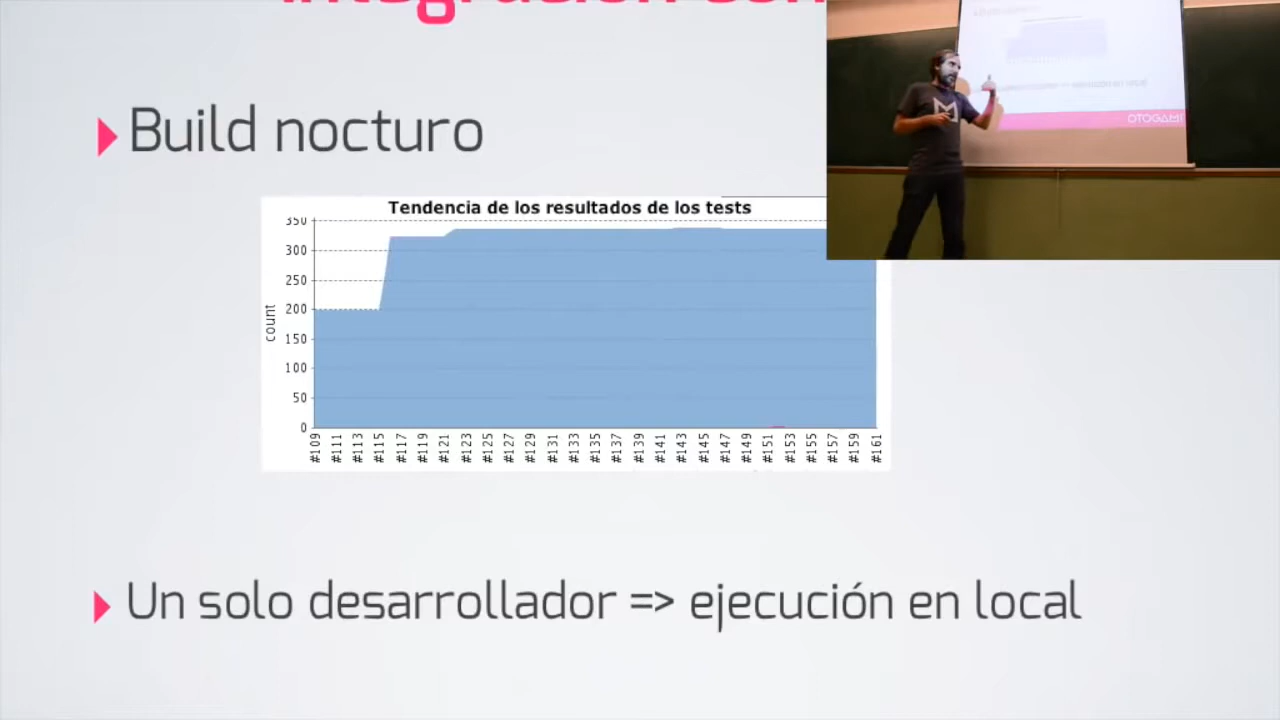 Integración con
Build nocturo
Tendencia de los resultados de los tests
350
300
250
200
150
100
50
0
count
#109 #111 #113 #115 #117 #119 #121 #123 #125 #127 #129 #131 #133 #135 #137 #139 #141 #143 #145 #147 #149 #151 #153 #155 #157 #159 #161
Un solo desarrollador => ejecución en local
M
OTOGAMI